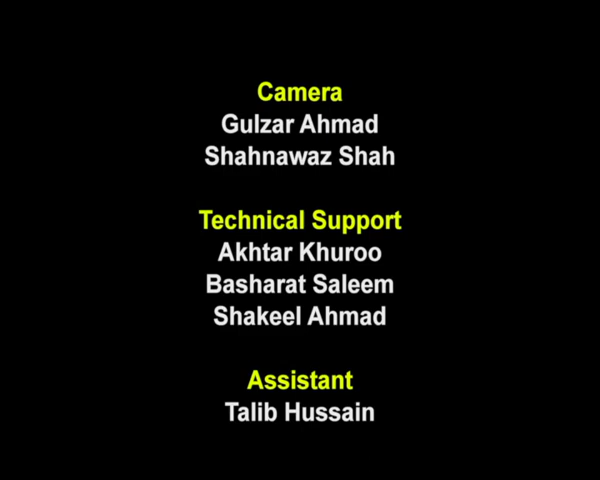 Camera
Gulzar Ahmad
Shahnawaz Shah
Technical Support
Akhtar Khuroo
Basharat Saleem
Shakeel Ahmad
Assistant
Talib Hussain